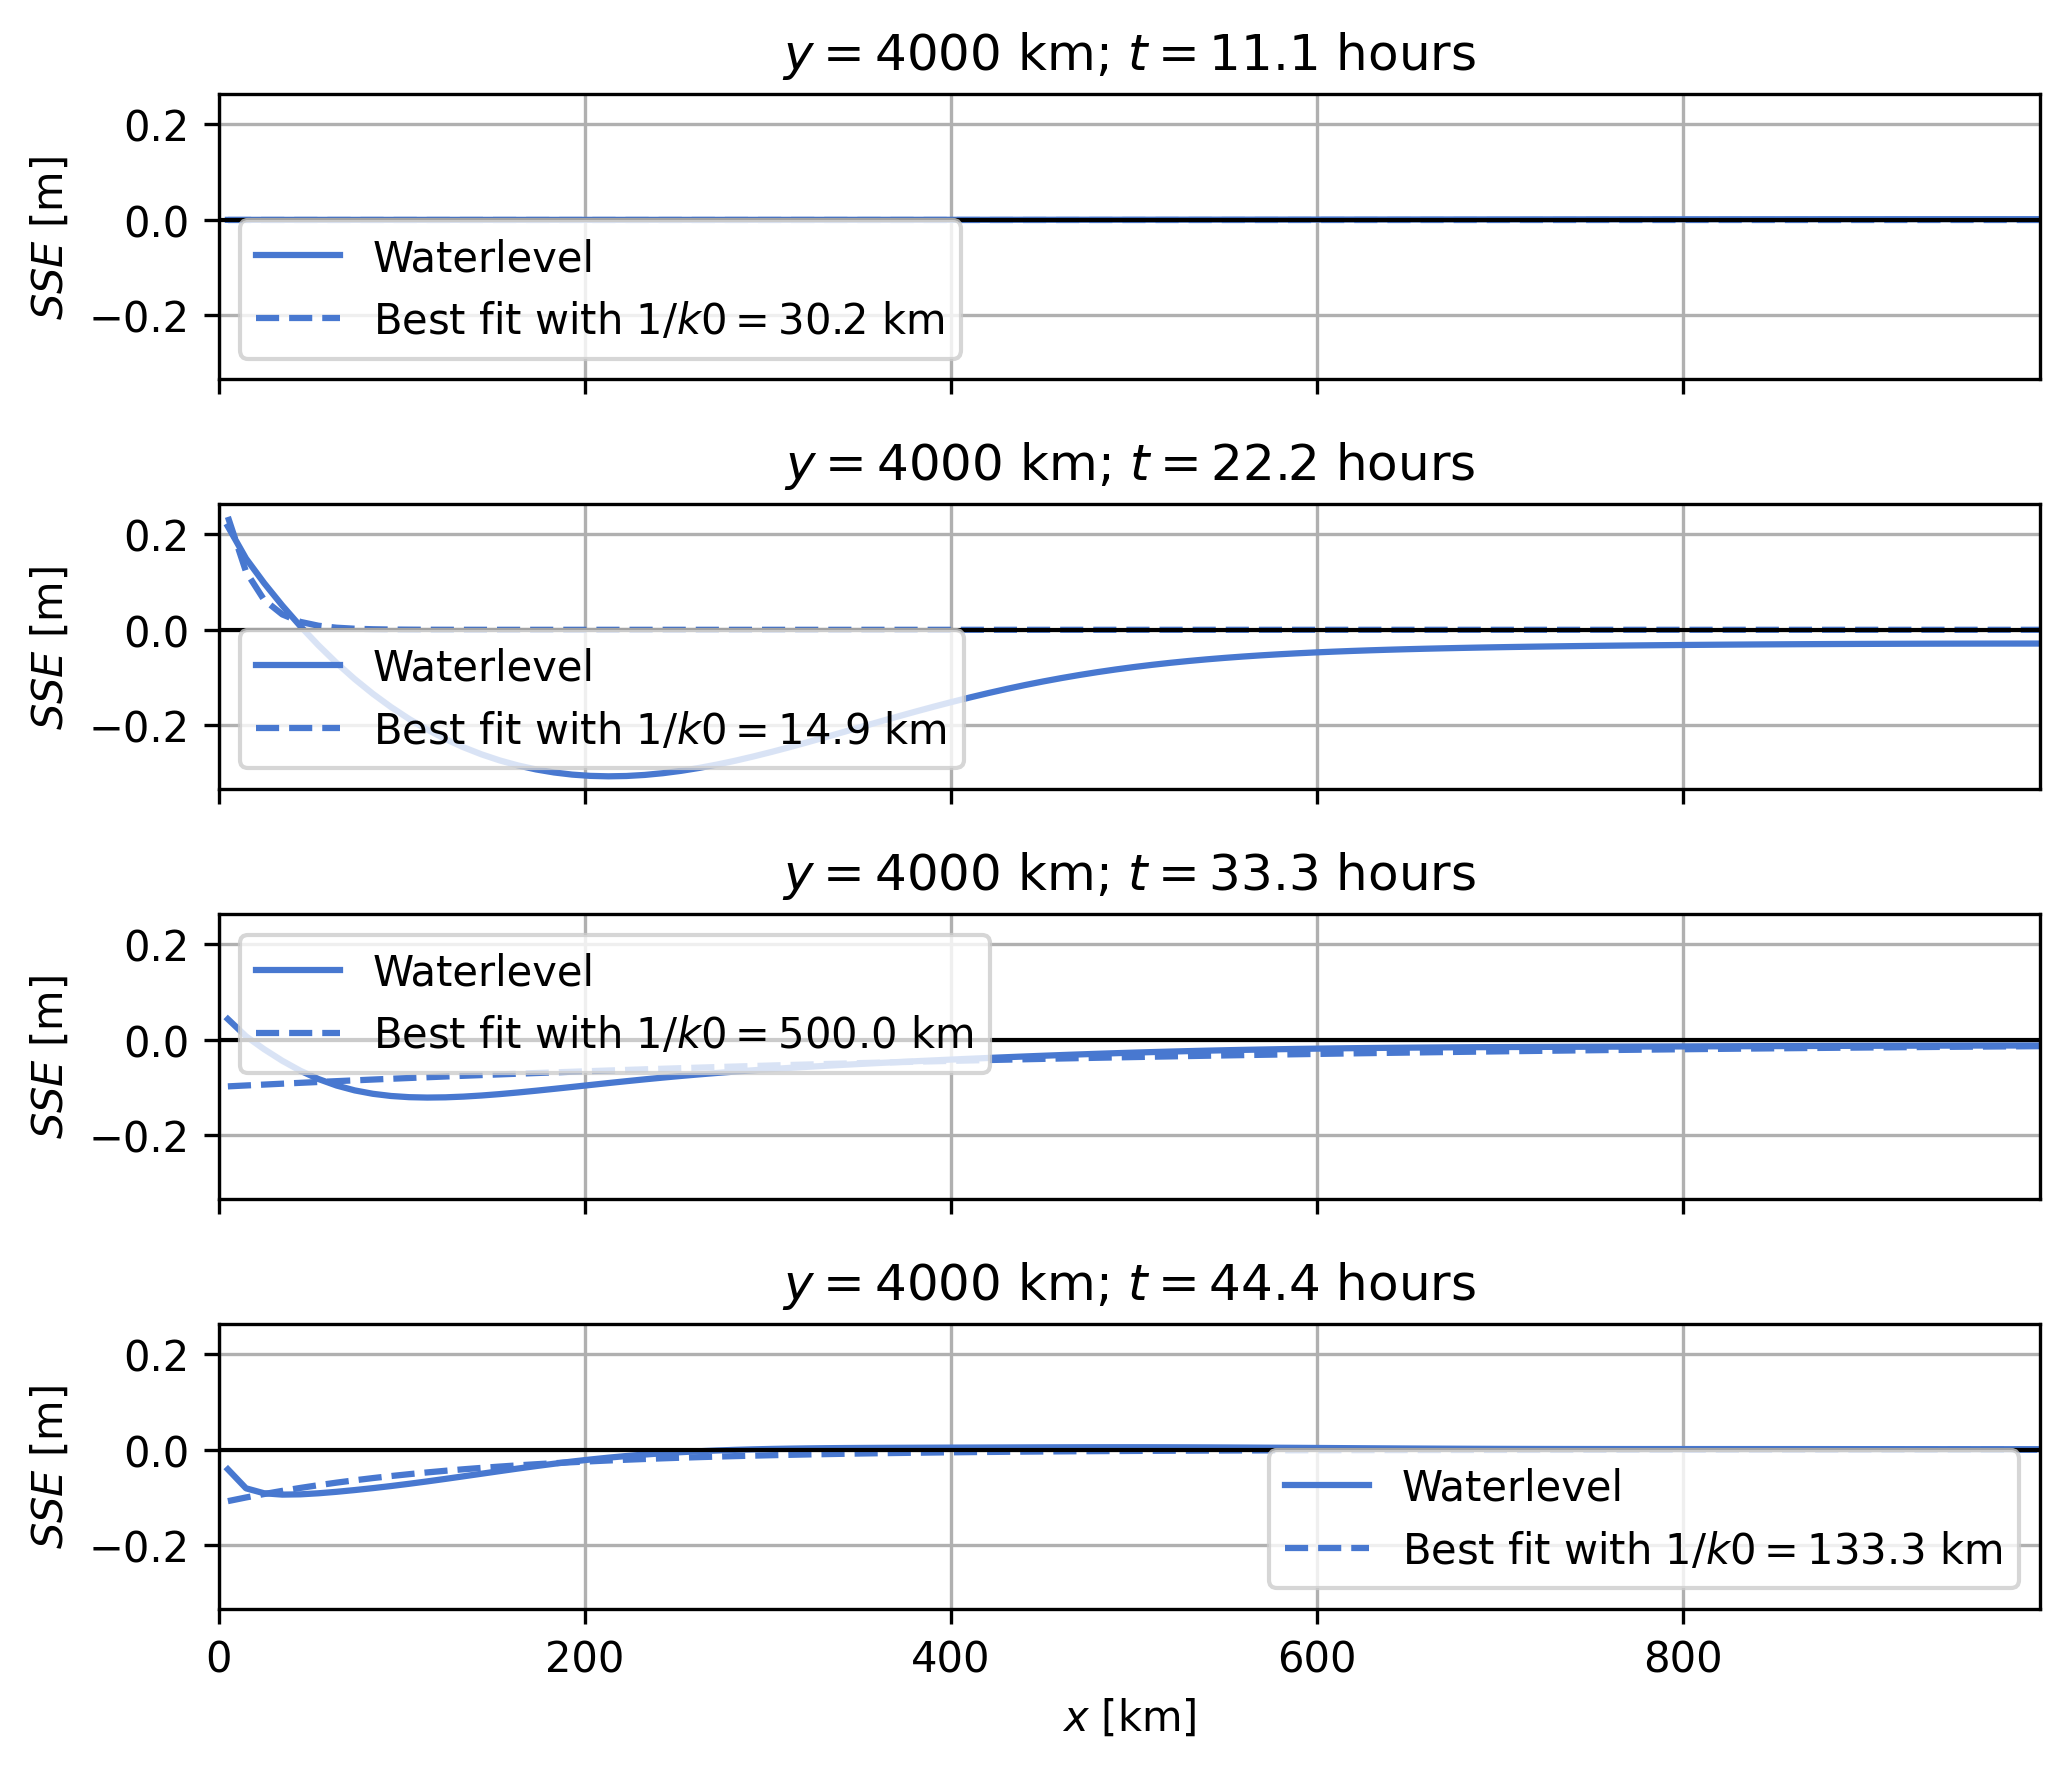 y = 4000 km; t = 11.1 hours
0.2
0.0
−0.2
SSE [m]
Waterlevel
Best fit with 1/k0 = 30.2 km
y = 4000 km; t = 22.2 hours
0.2
0.0
−0.2
SSE [m]
Waterlevel
Best fit with 1/k0 = 14.9 km
y = 4000 km; t = 33.3 hours
0.2
0.0
−0.2
SSE [m]
Waterlevel
Best fit with 1/k0 = 500.0 km
y = 4000 km; t = 44.4 hours
0.2
0.0
−0.2
SSE [m]
Waterlevel
Best fit with 1/k0 = 133.3 km
0 200 400 600 800
x [km]